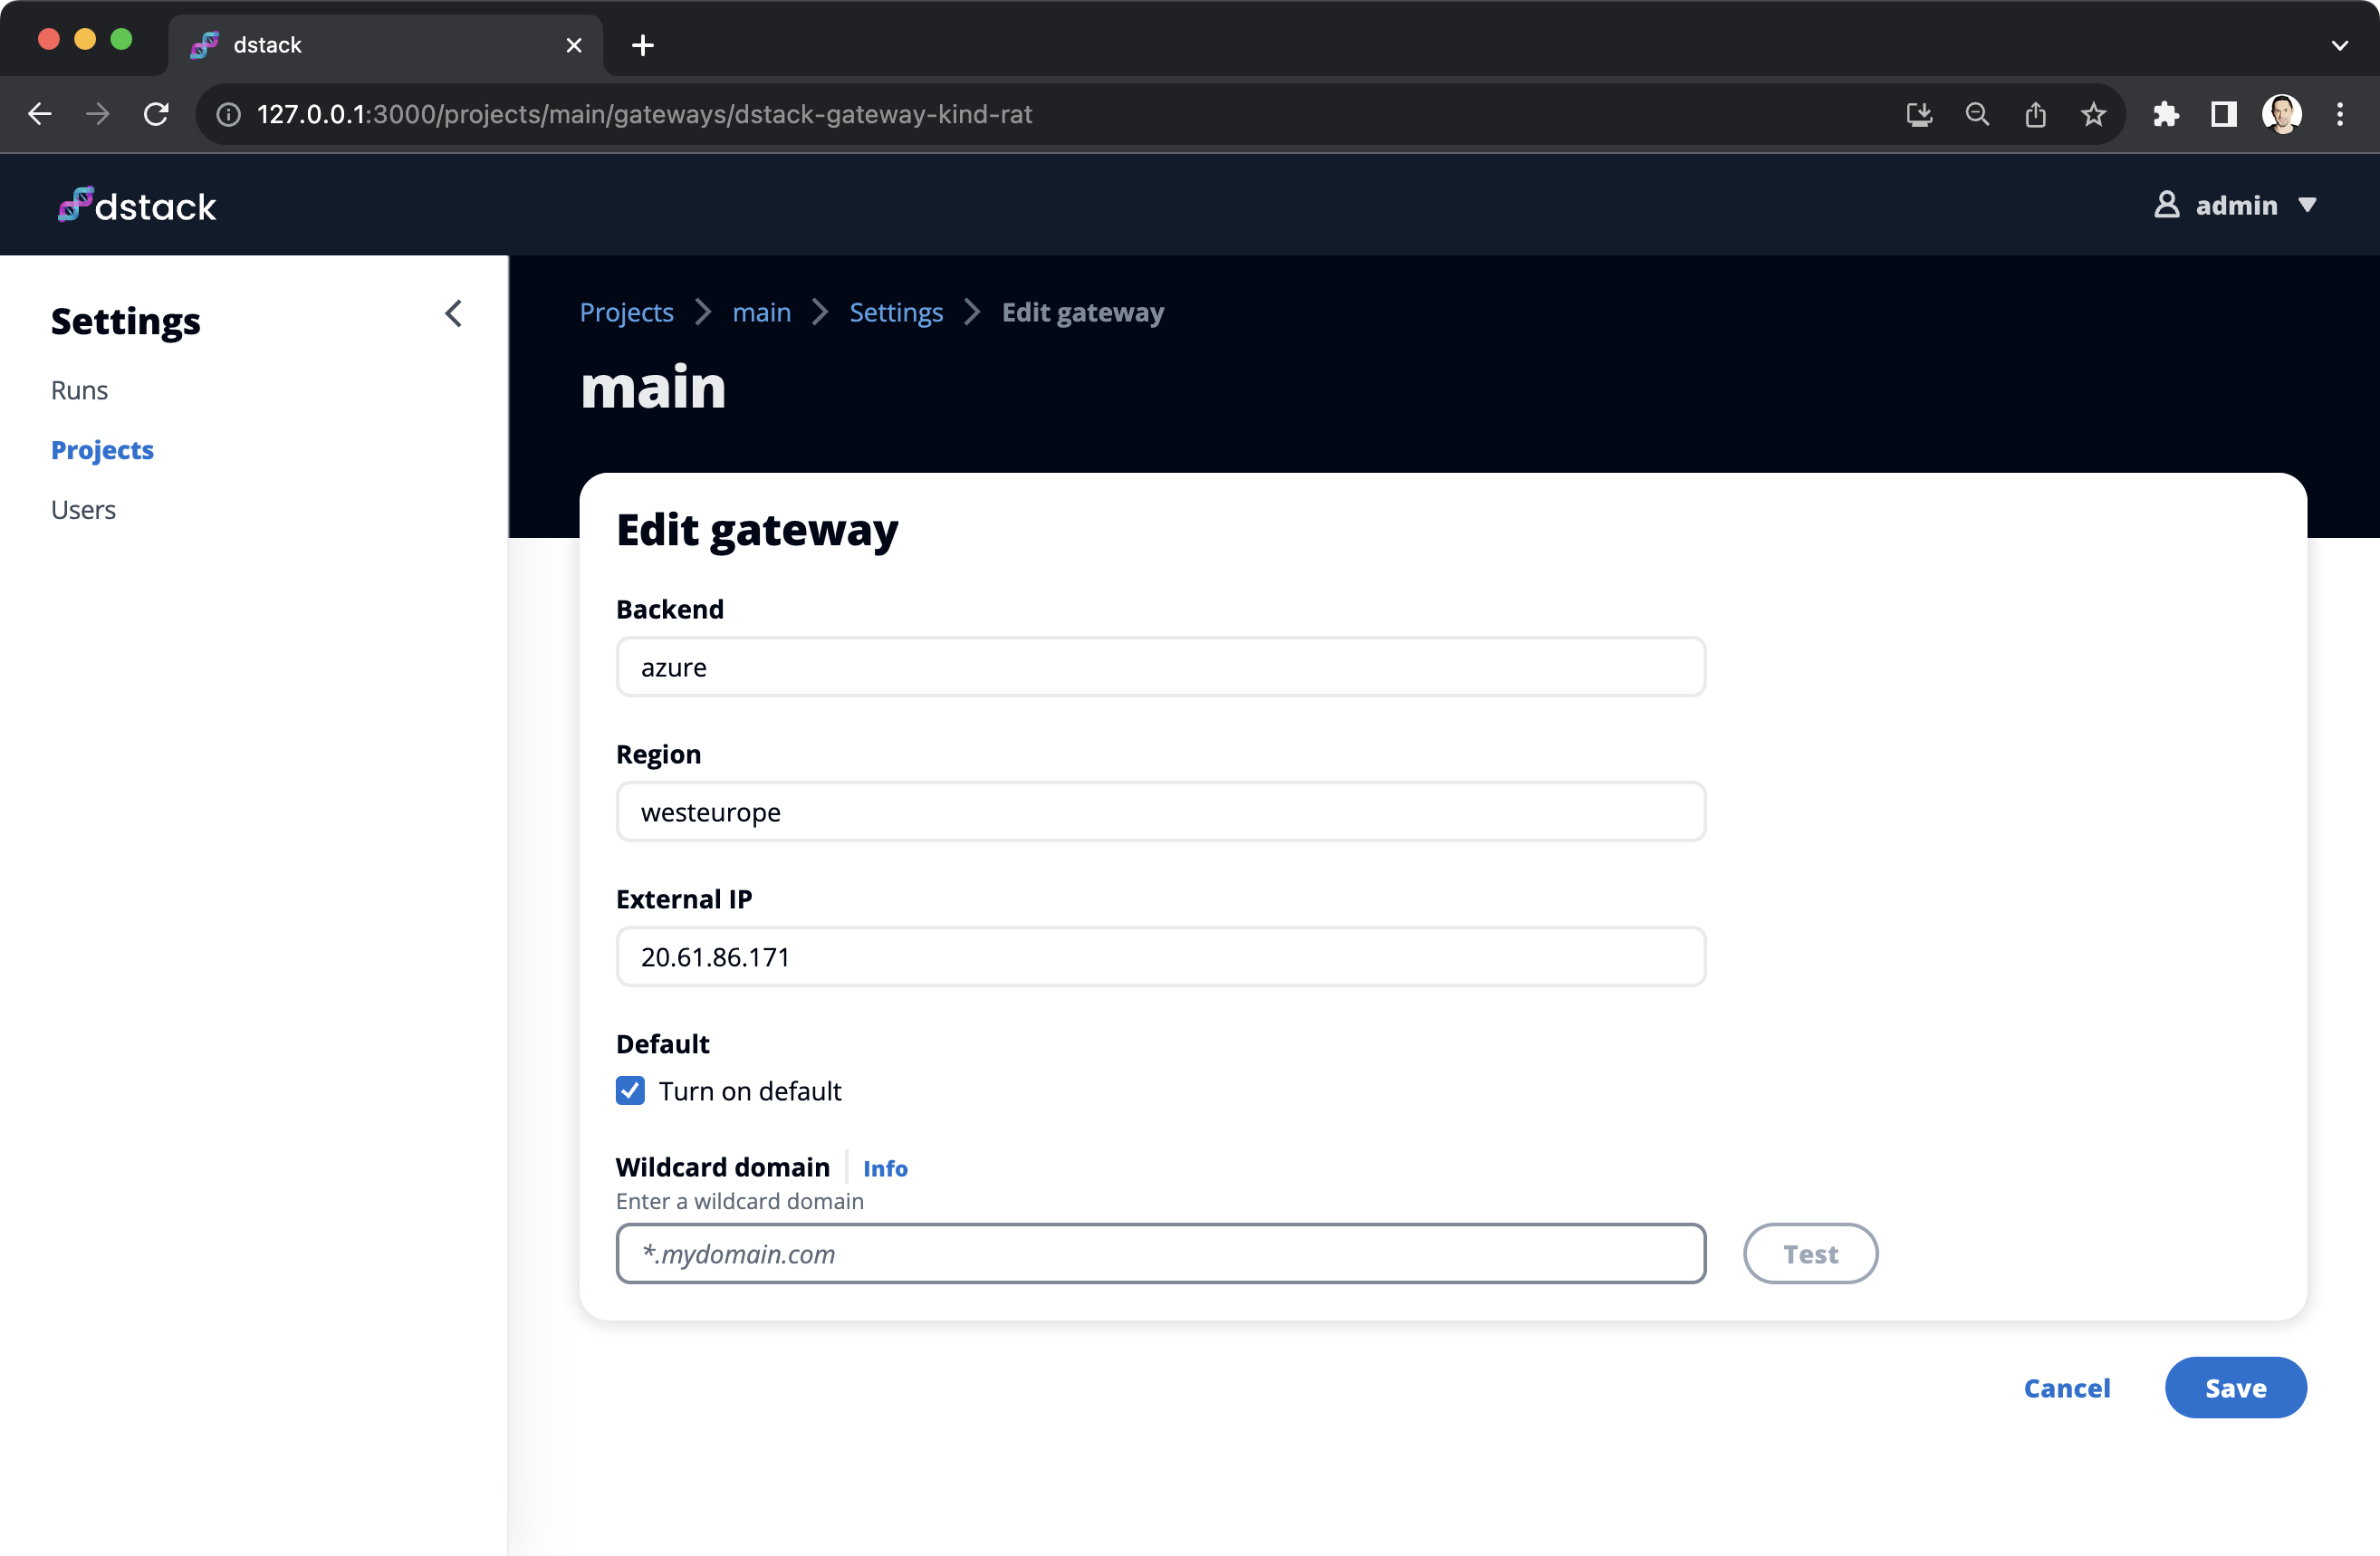 dstack
127.0.0.1:3000/projects/main/gateways/dstack-gateway-kind-rat
dstack
admin
Settings
Runs
Projects
Users
Projects main Settings Edit gateway
main
Edit gateway
Backend
azure
Region
westeurope
External IP
20.61.86.171
Default
Turn on default
Wildcard domain Info
Enter a wildcard domain
*.mydomain.com
Test
Cancel Save